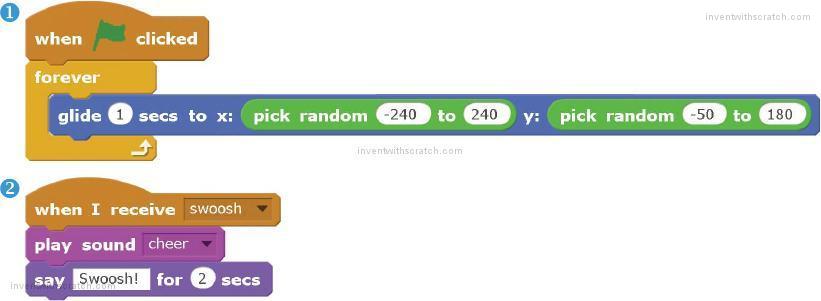 1
inventwithscratch.com
when clicked
forever
glide 1 secs to x: pick random -240 to 240 y: pick random -50 to 180
inventwithscratch.com
2
when I receive swoosh
play sound cheer
say Swoosh! for 2 secs
inventwithscratch.com